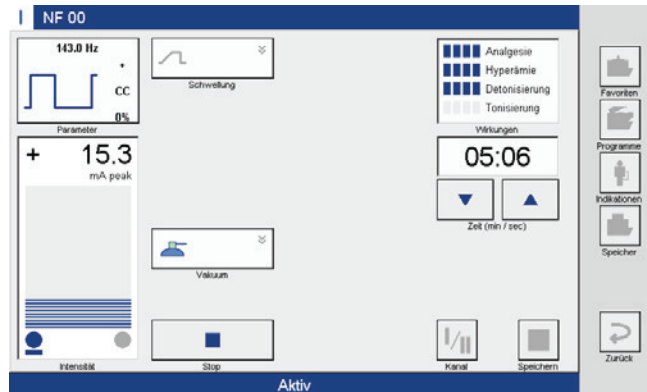 I NF 00
143.0 Hz
+
CC
0%
Parameter
Schwellung
Analgesie
Hyperämie
Detonisierung
Tonisierung
Wirkungen
+ 15.3
mA peak
05:06
Zeit (min / sec)
Vakuum
Intensität
Stop
I/II
Kanal
Speichern
Aktiv
Favoriten
Programme
Indikationen
Speicher
Zurück